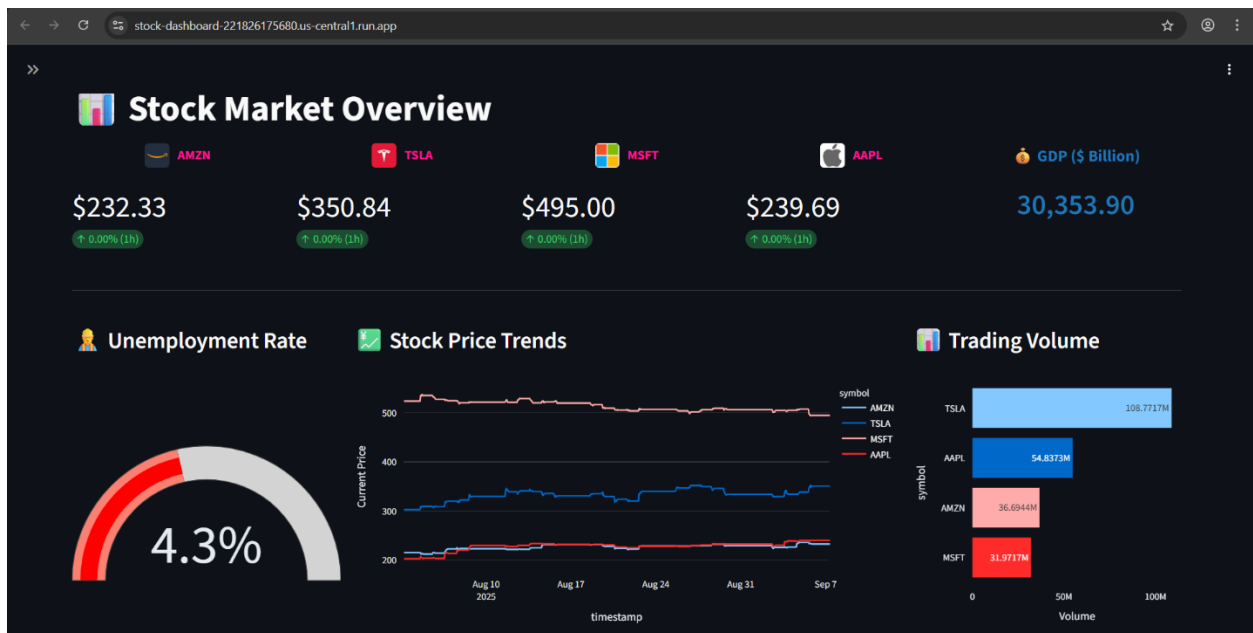 stock-dashboard-221826175680.us-central1.run.app
Stock Market Overview
AMZN
TSLA
MSFT
AAPL
GDP ($ Billion)
$232.33
$350.84
$495.00
$239.69
30,353.90
↑ 0.00% (1h)
↑ 0.00% (1h)
↑ 0.00% (1h)
↑ 0.00% (1h)
Unemployment Rate
4.3%
Stock Price Trends
Current Price
500
400
300
200
Aug 10
2025
Aug 17
Aug 24
Aug 31
Sep 7
timestamp
symbol
AMZN
TSLA
MSFT
AAPL
Trading Volume
symbol
TSLA
108.7717M
AAPL
54.8373M
AMZN
36.6944M
MSFT
31.9717M
0
50M
100M
Volume